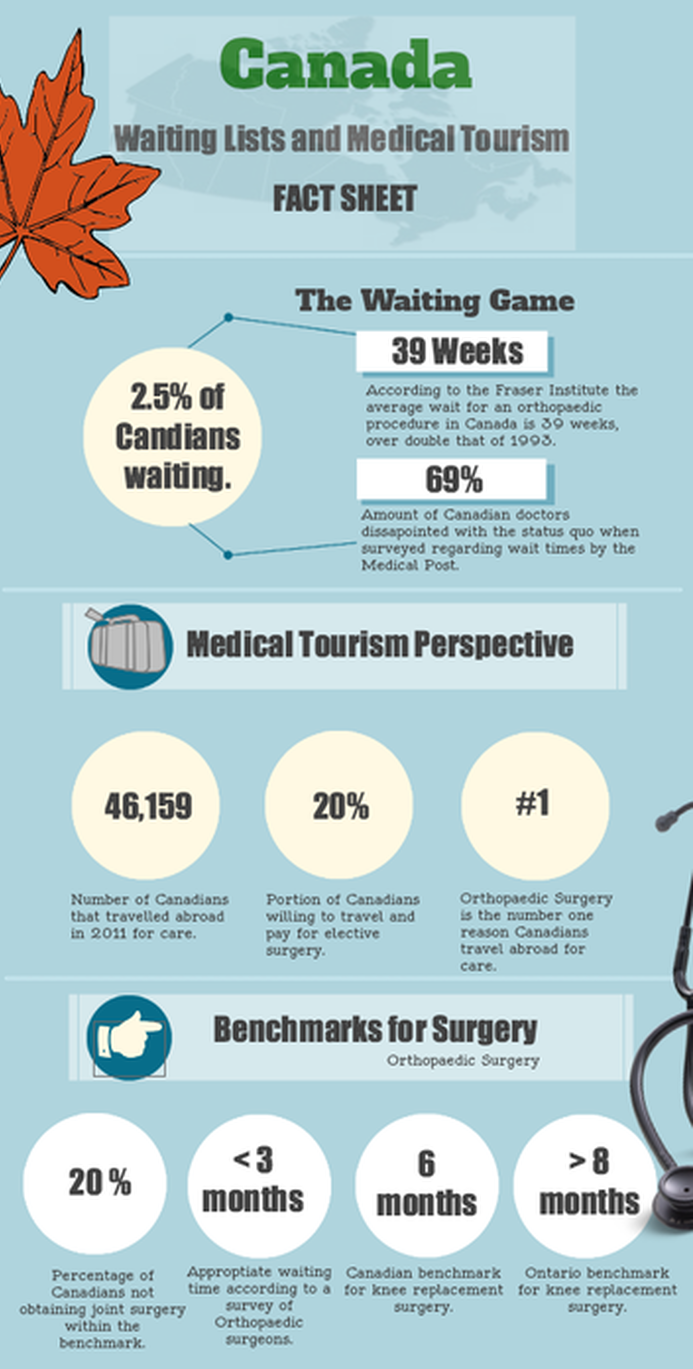 Canada
Waiting Lists and Medical Tourism
FACT SHEET
The Waiting Game
2.5% of
Candians
waiting.
39 Weeks
According to the Fraser Institute the
average wait for an orthopaedic
procedure in Canada is 39 weeks,
over double that of 1993.
69%
Amount of Canadian doctors
dissapointed with the status quo when
surveyed regarding wait times by the
Medical Post.
Medical Tourism Perspective
46,159
Number of Canadians
that travelled abroad
in 2011 for care.
20%
Portion of Canadians
willing to travel and
pay for elective
surgery.
#1
Orthopaedic Surgery
is the number one
reason Canadians
travel abroad for
care.
Benchmarks for Surgery
Orthopaedic Surgery
20 %
Percentage of
Canadians not
obtaining joint surgery
within the
benchmark.
< 3
months
Approptiate waiting
time according to a
survey of
Orthopaedic
surgeons.
6
months
Canadian benchmark
for knee replacement
surgery.
> 8
months
Ontario benchmark
for knee replacement
surgery.